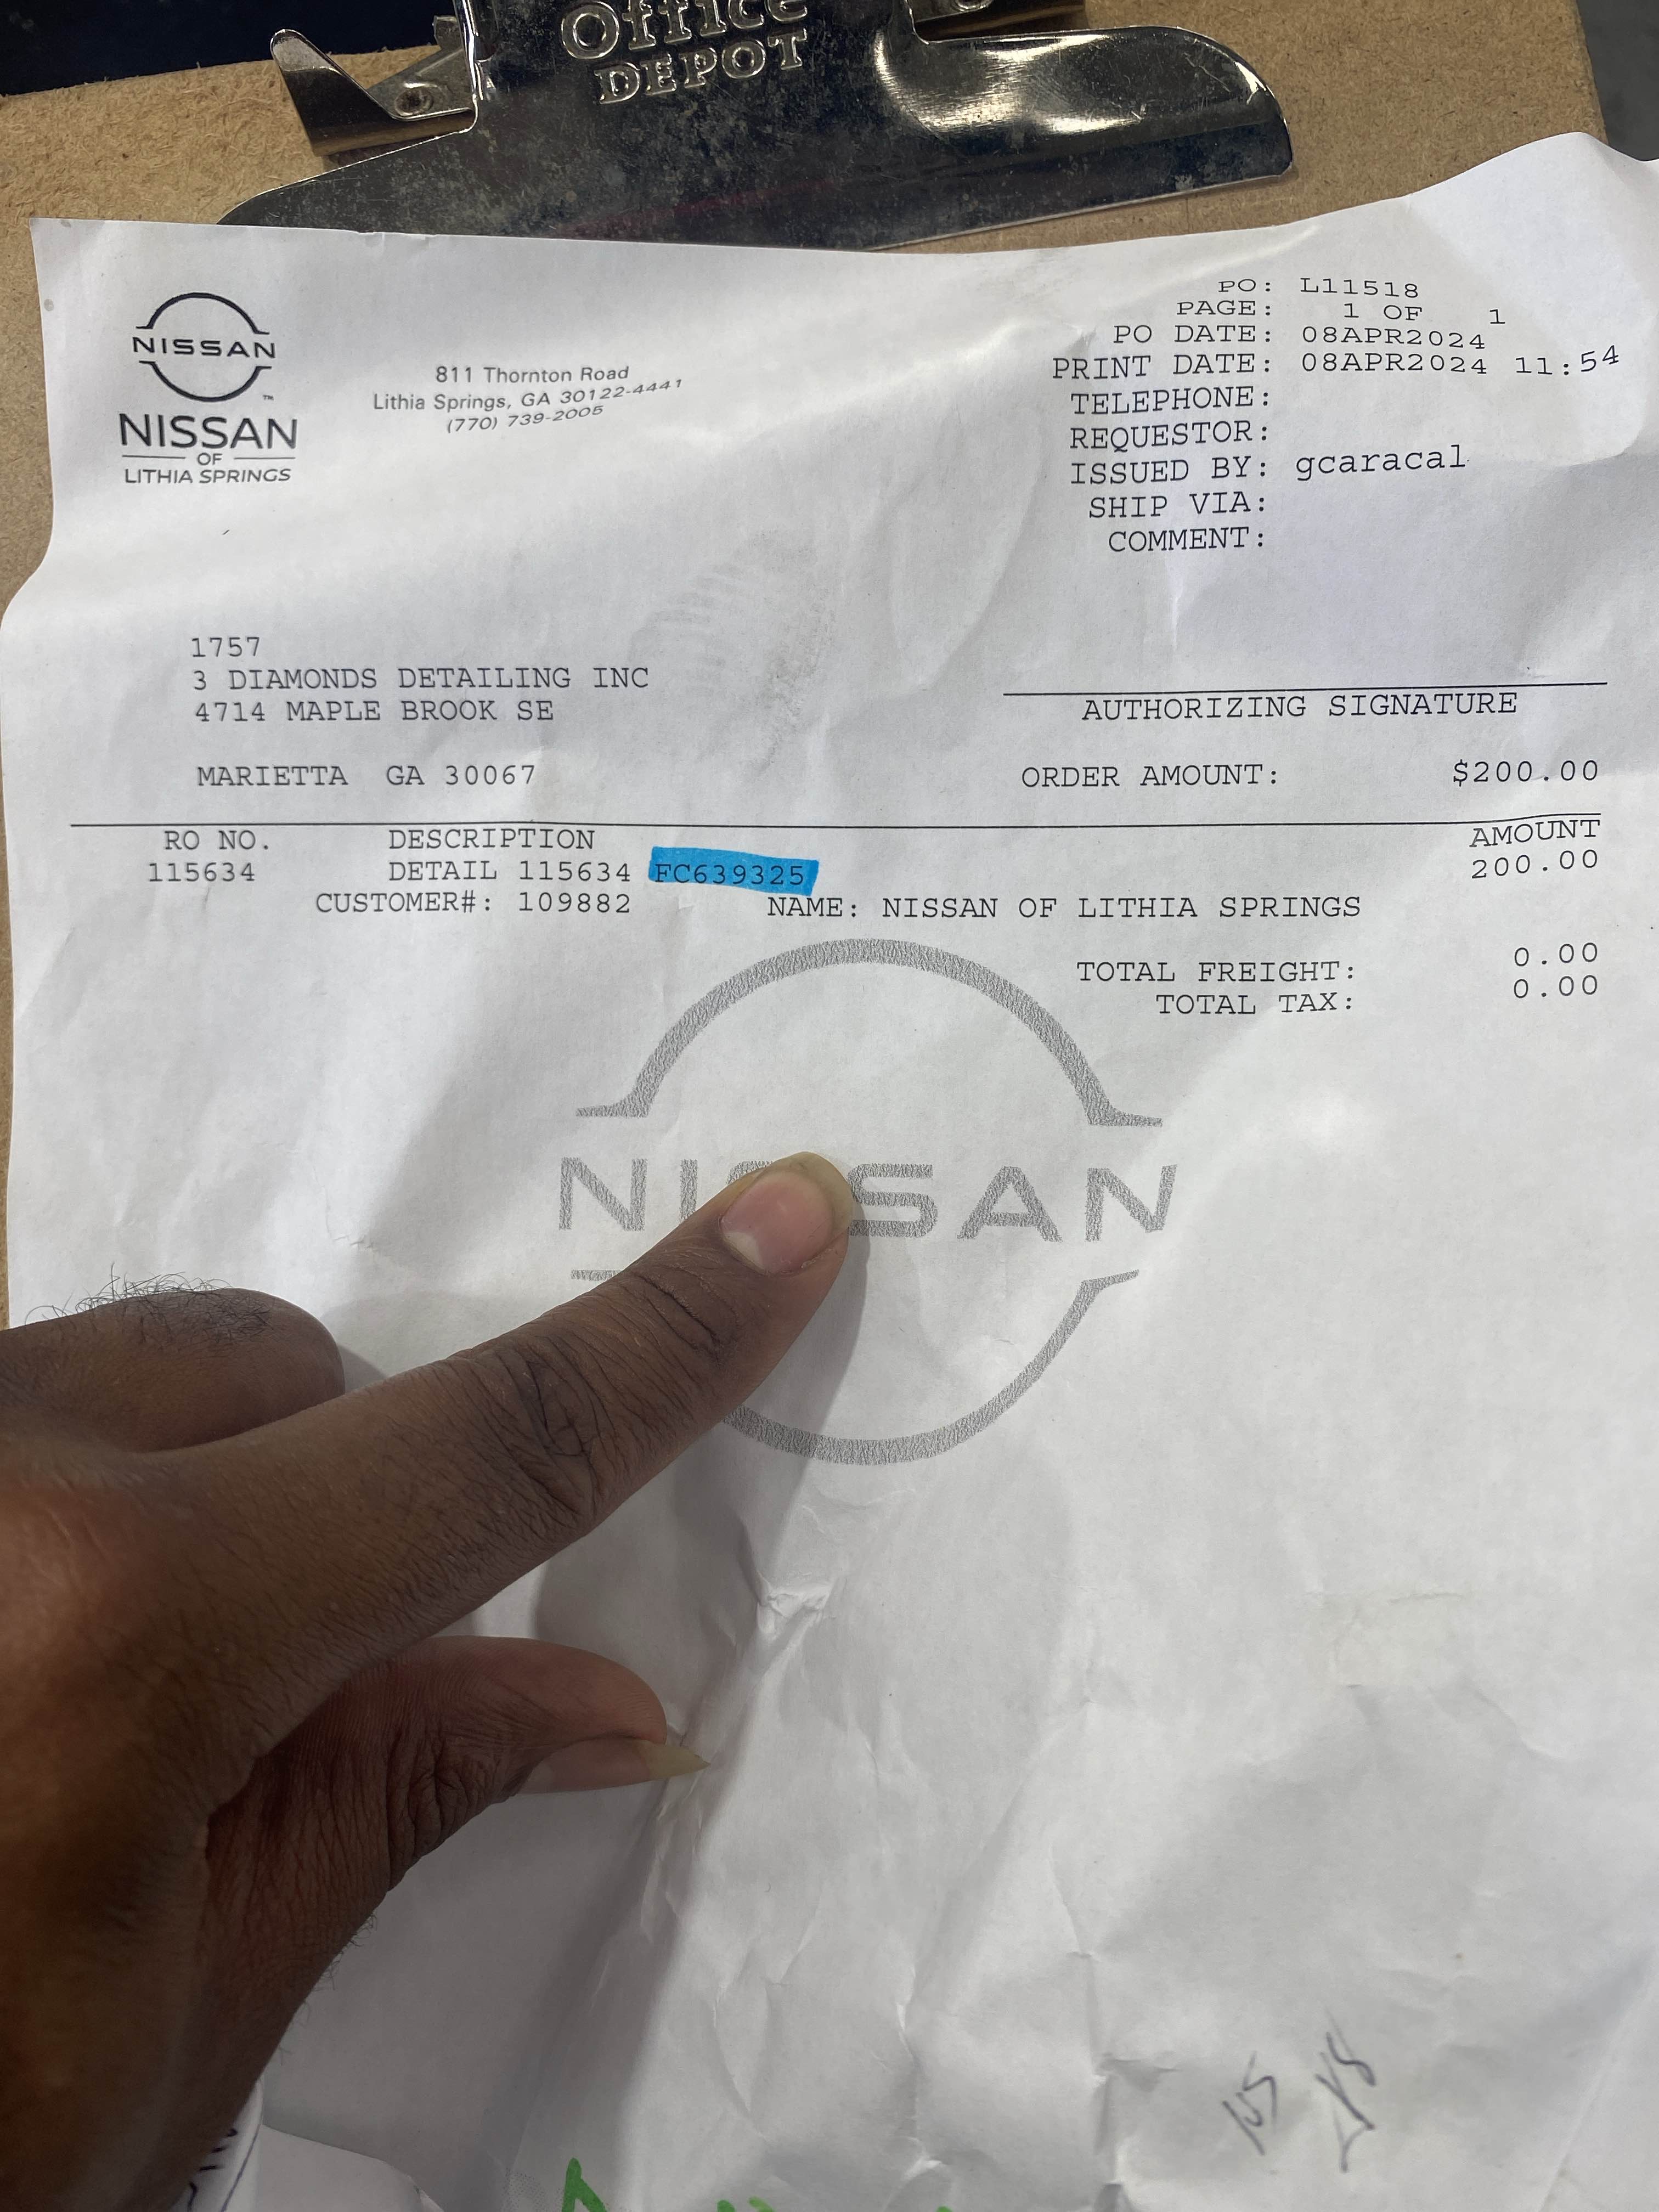 Office
DEPOT
NISSAN
NISSAN
OF
LITHIA SPRINGS
811 Thornton Road
Lithia Springs, GA 30122-4441
(770) 739-2005
PO: L11518
PAGE: 1 OF 1
PO DATE: 08APR2024
PRINT DATE: 08APR2024 11:54
TELEPHONE:
REQUESTOR:
ISSUED BY: gcaracal
SHIP VIA:
COMMENT:
1757
3 DIAMONDS DETAILING INC
4714 MAPLE BROOK SE
MARIETTA GA 30067
AUTHORIZING SIGNATURE
ORDER AMOUNT: $200.00
RO NO. DESCRIPTION AMOUNT
115634 DETAIL 115634 FC639325 200.00
CUSTOMER#: 109882 NAME: NISSAN OF LITHIA SPRINGS
TOTAL FREIGHT: 0.00
TOTAL TAX: 0.00
NISSAN